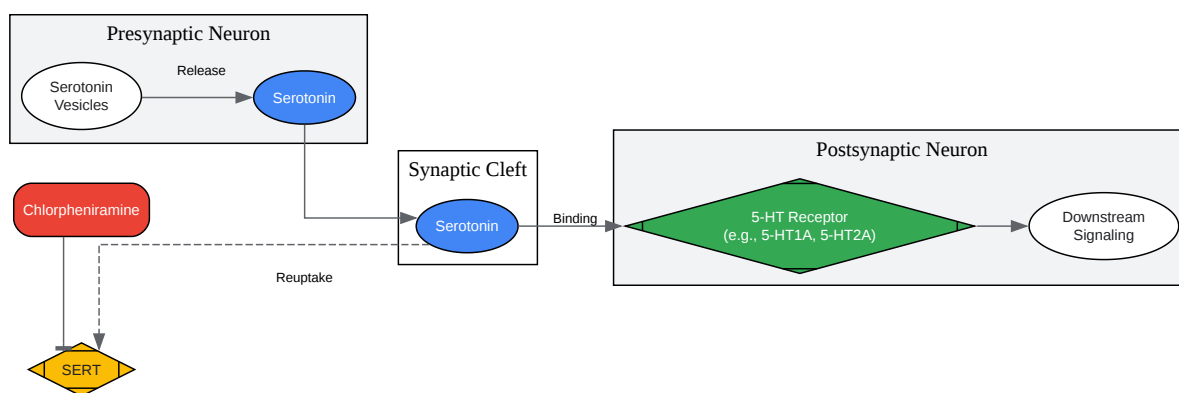 Presynaptic Neuron
Release
Serotonin
Vesicles
Serotonin
Synaptic Cleft
Serotonin
Chlorpheniramine
Reuptake
SERT
Binding
Postsynaptic Neuron
5-HT Receptor
(e.g., 5-HT1A, 5-HT2A)
Downstream
Signaling